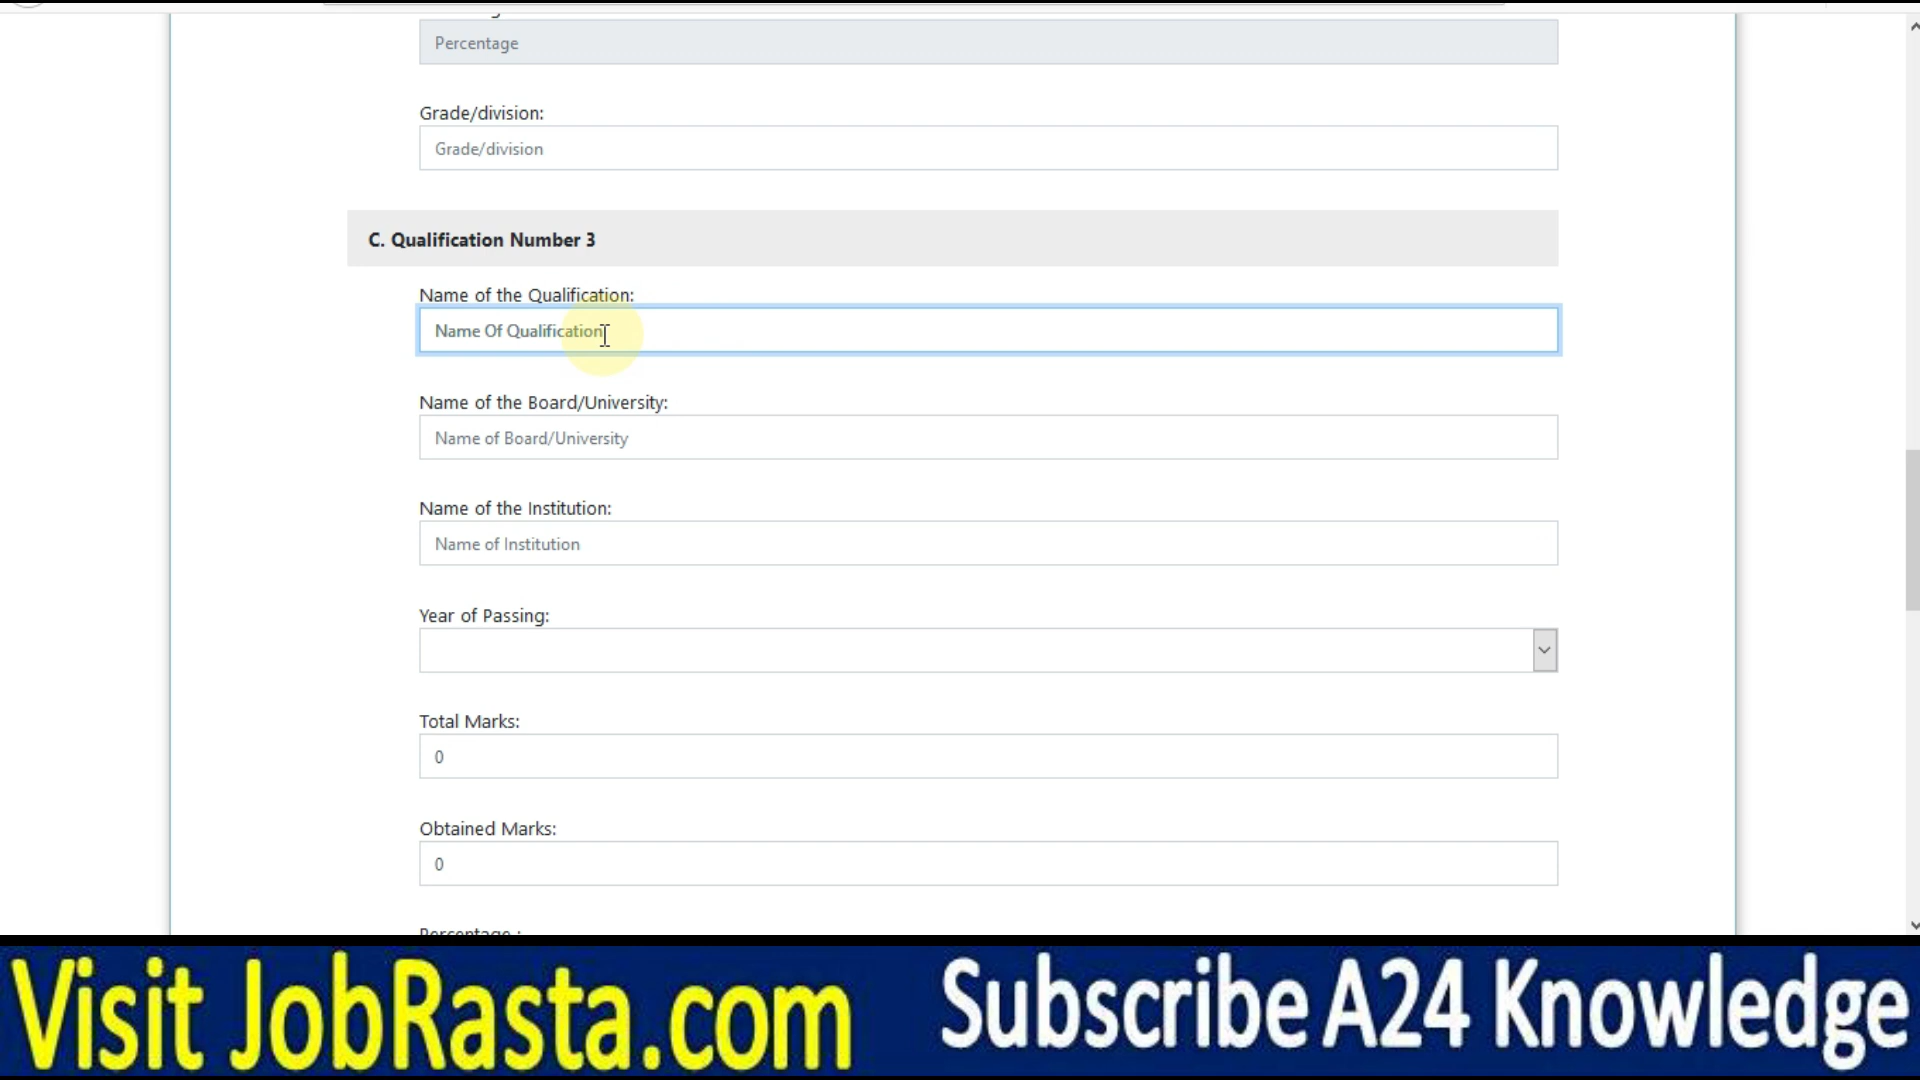 Percentage
Grade/division:
Grade/division
C. Qualification Number 3
Name of the Qualification:
Name Of Qualification
Name of the Board/University:
Name of Board/University
Name of the Institution:
Name of Institution
Year of Passing:
Total Marks:
0
Obtained Marks:
0
Percentage :
Visit JobRasta.com Subscribe A24 Knowledge